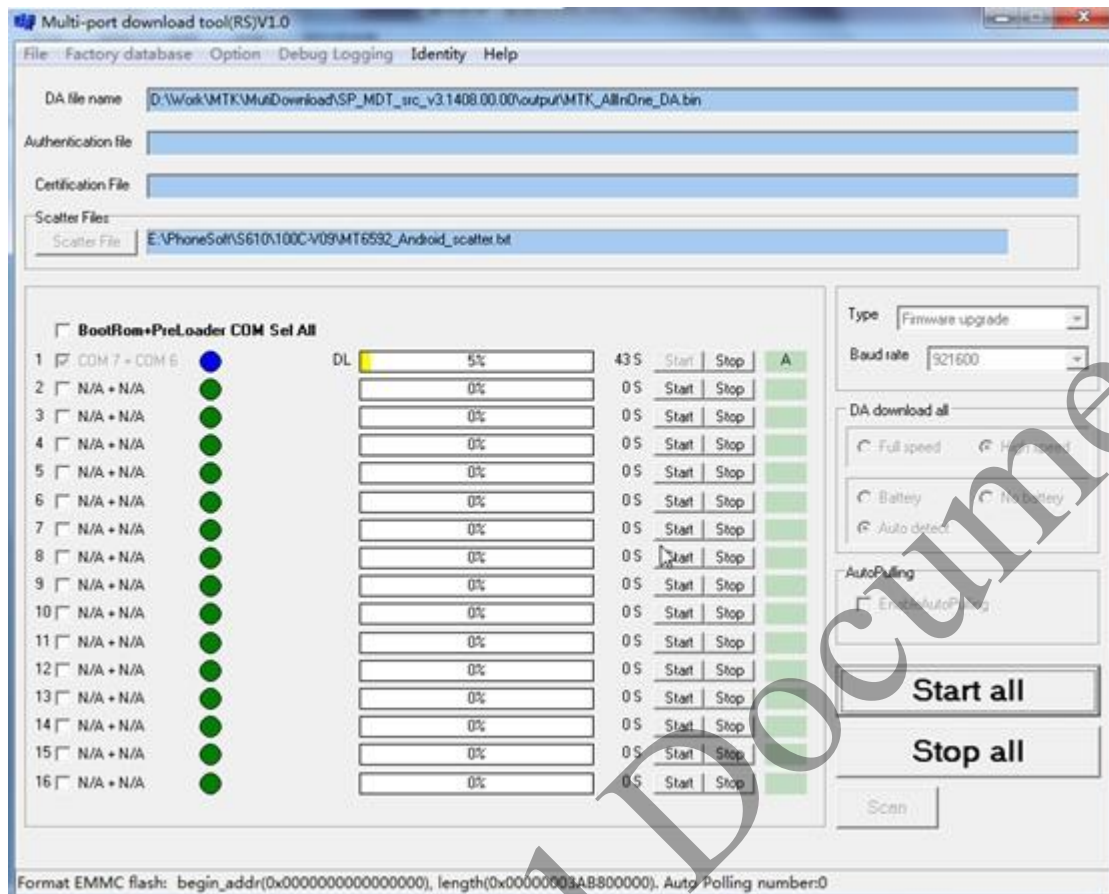 Multi-port download tool(RS)V1.0
File Factory database Option Debug Logging Identity Help
DA file name D:\Work\MTK\MutiDownload\SP_MDT_src_v3.1408.00.00\output\MTK_AllInOne_DA.bin
Authentication file
Certification File
Scatter Files
Scatter File E:\PhoneSoft\S610\100C-V09\MT6592_Android_scatter.txt
BootRom+PreLoader COM Sel All
Type Firmware upgrade
1 COM 7 + COM 6 DL 5% 43 S Start Stop A
Baud rate 921600
2 N/A + N/A 0% 0 S Start Stop
3 N/A + N/A 0% 0 S Start Stop
DA download all
4 N/A + N/A 0% 0 S Start Stop
Full speed High speed
5 N/A + N/A 0% 0 S Start Stop
6 N/A + N/A 0% 0 S Start Stop
Battery No battery
7 N/A + N/A 0% 0 S Start Stop
Auto detect
8 N/A + N/A 0% 0 S Start Stop
AutoPulling
9 N/A + N/A 0% 0 S Start Stop
EnableAutoPulling
10 N/A + N/A 0% 0 S Start Stop
11 N/A + N/A 0% 0 S Start Stop
12 N/A + N/A 0% 0 S Start Stop
13 N/A + N/A 0% 0 S Start Stop
Start all
14 N/A + N/A 0% 0 S Start Stop
15 N/A + N/A 0% 0 S Start Stop
Stop all
16 N/A + N/A 0% 0 S Start Stop
Scan
Format EMMC flash: begin_addr(0x0000000000000000), length(0x00000003AB800000). Auto Polling number:0
d Docume